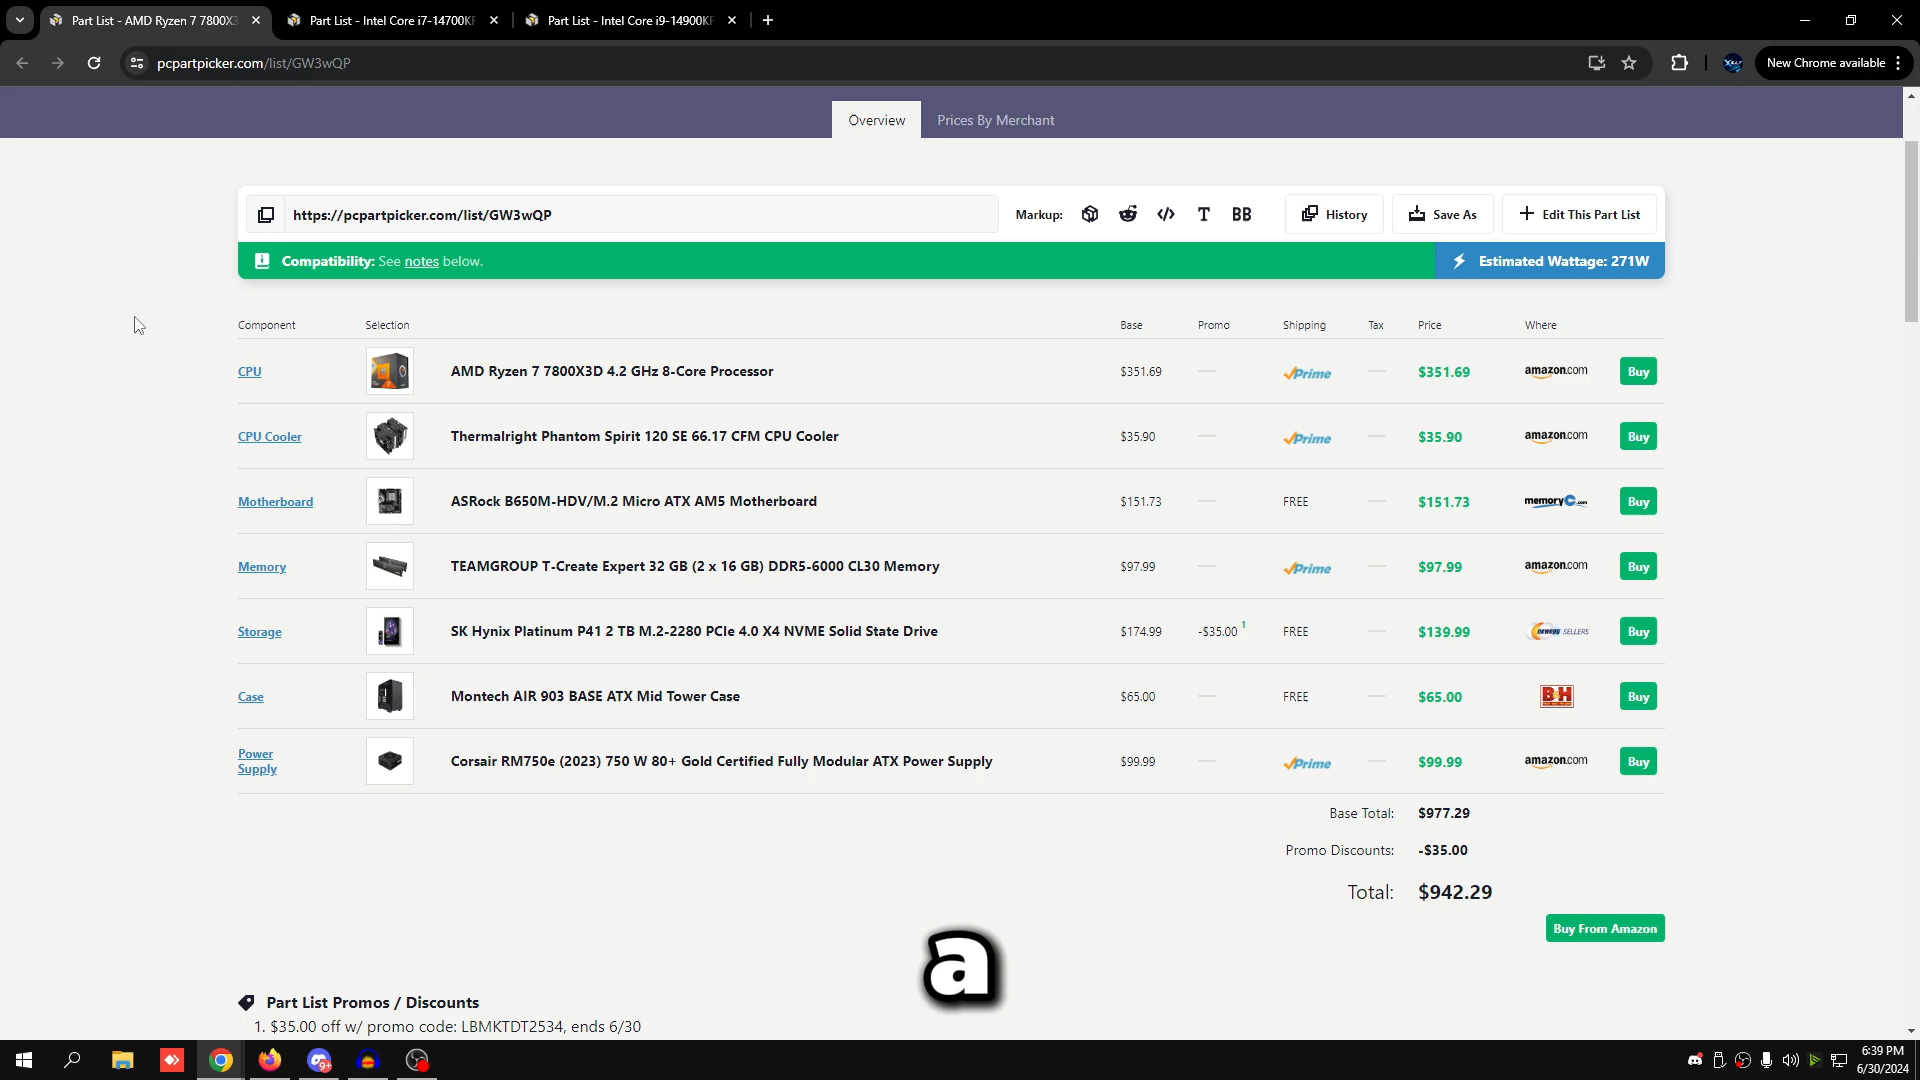 Part List - AMD Ryzen 7 7800X3
Part List - Intel Core i7-14700KF
Part List - Intel Core i9-14900KF
pcpartpicker.com/list/GW3wQP
New Chrome available
Overview
Prices By Merchant
https://pcpartpicker.com/list/GW3wQP
Markup:
T
BB
History
Save As
Edit This Part List
Compatibility: See notes below.
Estimated Wattage: 271W
Component Selection Base Promo Shipping Tax Price Where
CPU AMD Ryzen 7 7800X3D 4.2 GHz 8-Core Processor $351.69 — Prime — $351.69 amazon.com Buy
CPU Cooler Thermalright Phantom Spirit 120 SE 66.17 CFM CPU Cooler $35.90 — Prime — $35.90 amazon.com Buy
Motherboard ASRock B650M-HDV/M.2 Micro ATX AM5 Motherboard $151.73 — FREE — $151.73 memoryC.com Buy
Memory TEAMGROUP T-Create Expert 32 GB (2 x 16 GB) DDR5-6000 CL30 Memory $97.99 — Prime — $97.99 amazon.com Buy
Storage SK Hynix Platinum P41 2 TB M.2-2280 PCIe 4.0 X4 NVME Solid State Drive $174.99 -$35.00 1 FREE — $139.99 newegg SELLERS Buy
Case Montech AIR 903 BASE ATX Mid Tower Case $65.00 — FREE — $65.00 B&H Buy
Power Supply Corsair RM750e (2023) 750 W 80+ Gold Certified Fully Modular ATX Power Supply $99.99 — Prime — $99.99 amazon.com Buy
Base Total: $977.29
Promo Discounts: -$35.00
Total: $942.29
Buy From Amazon
a
Part List Promos / Discounts
1. $35.00 off w/ promo code: LBMKTDT2534, ends 6/30
9+
6:39 PM
6/30/2024